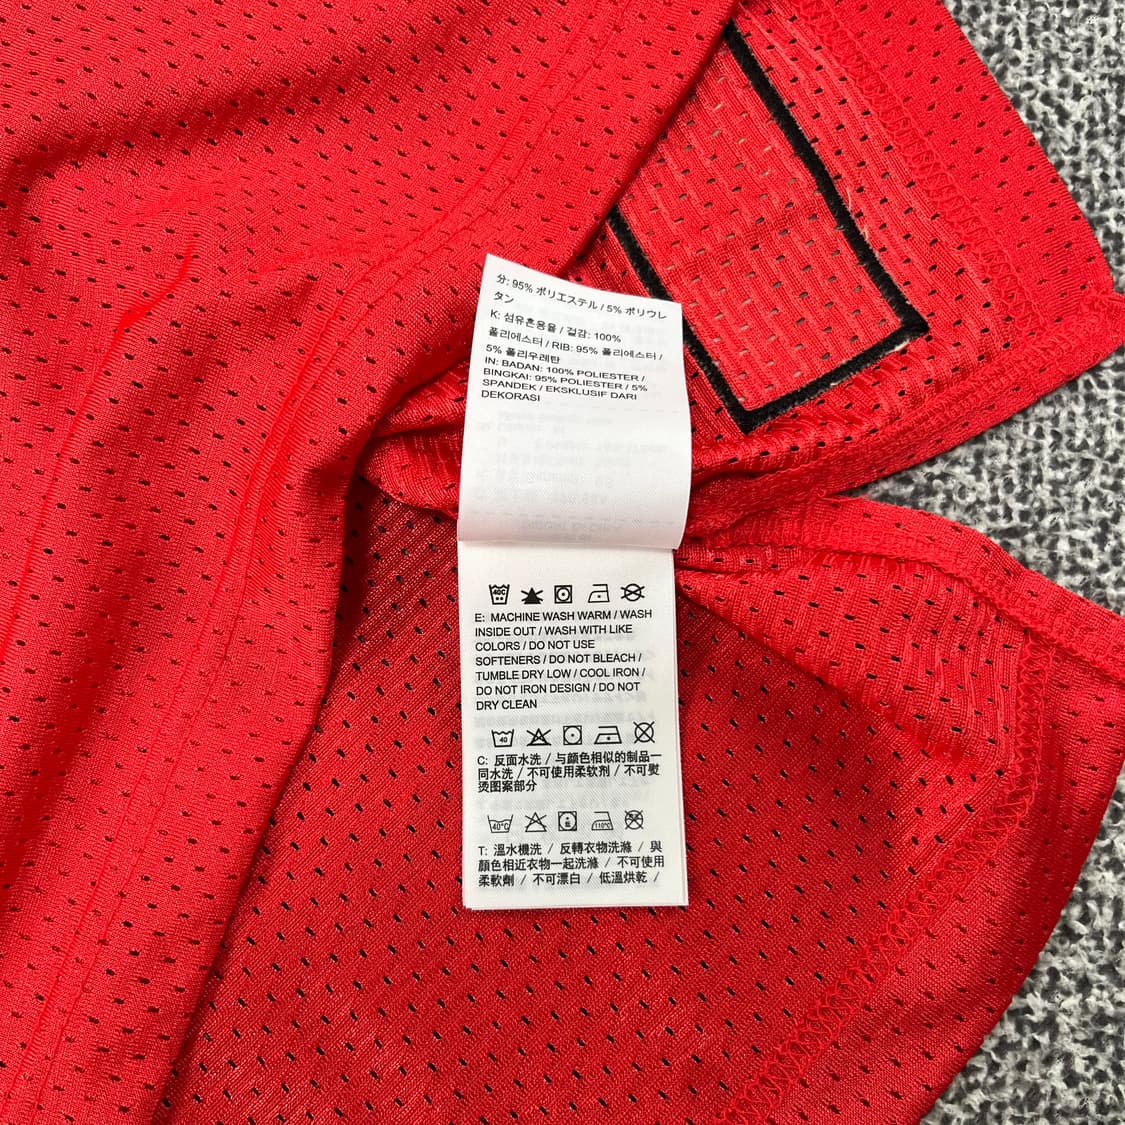 分: 95% ポリエステル / 5% ポリウレ
タン
K: 섬유혼용율 / 겉감: 100%
폴리에스터 / RIB: 95% 폴리에스터 /
5% 폴리우레탄
IN: BADAN: 100% POLIESTER /
BINGKAI: 95% POLIESTER / 5%
SPANDEK / EKSKLUSIF DARI
DEKORASI
40C
E: MACHINE WASH WARM / WASH
INSIDE OUT / WASH WITH LIKE
COLORS / DO NOT USE
SOFTENERS / DO NOT BLEACH /
TUMBLE DRY LOW / COOL IRON /
DO NOT IRON DESIGN / DO NOT
DRY CLEAN
40
C: 反面水洗 / 与颜色相似的制品一
同水洗 / 不可使用柔软剂 / 不可熨
烫图案部分
40°C 110°C
T: 溫水機洗 / 反轉衣物洗滌 / 與
顏色相近衣物一起洗滌 / 不可使用
柔軟劑 / 不可漂白 / 低溫烘乾 /